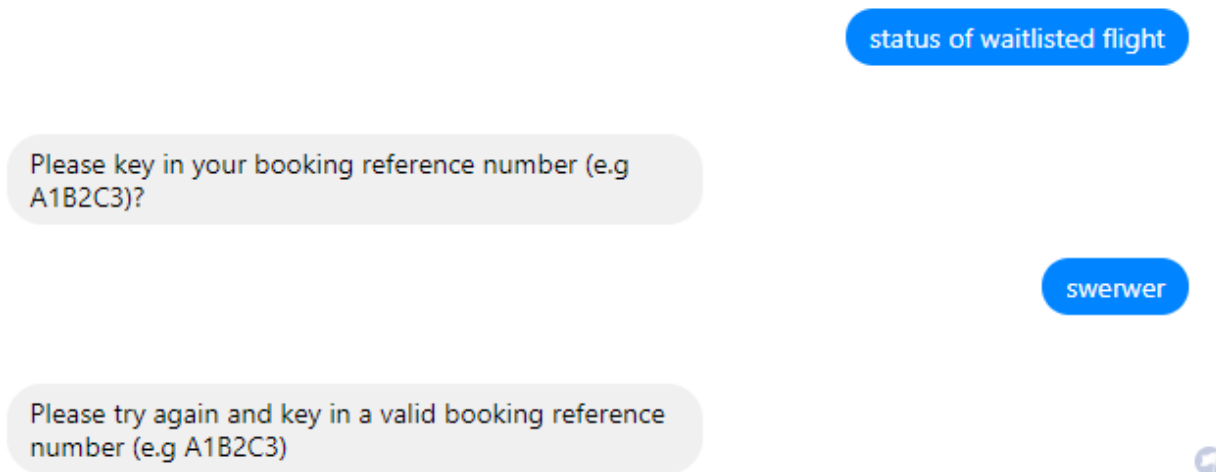 status of waitlisted flight
Please key in your booking reference number (e.g
A1B2C3)?
swerwer
Please try again and key in a valid booking reference
number (e.g A1B2C3)